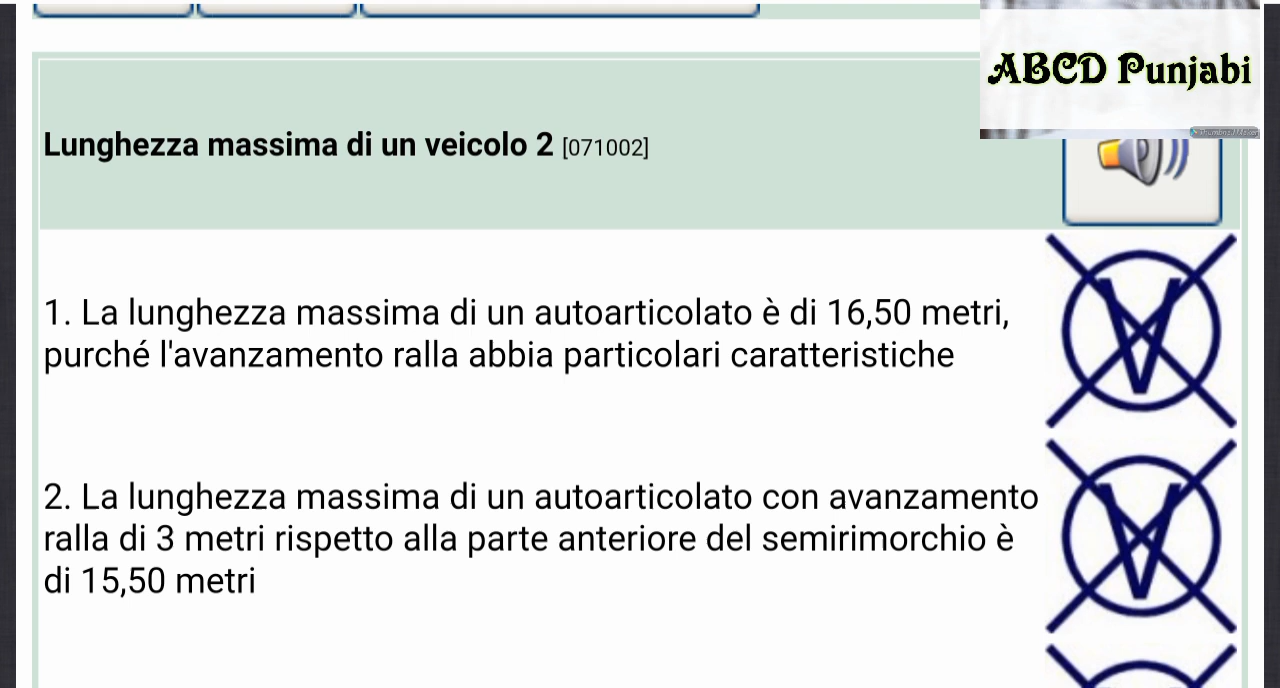 ABCD Punjabi
Lunghezza massima di un veicolo 2 [071002]
1. La lunghezza massima di un autoarticolato è di 16,50 metri,
purché l'avanzamento ralla abbia particolari caratteristiche
V
2. La lunghezza massima di un autoarticolato con avanzamento
ralla di 3 metri rispetto alla parte anteriore del semirimorchio è
di 15,50 metri
V